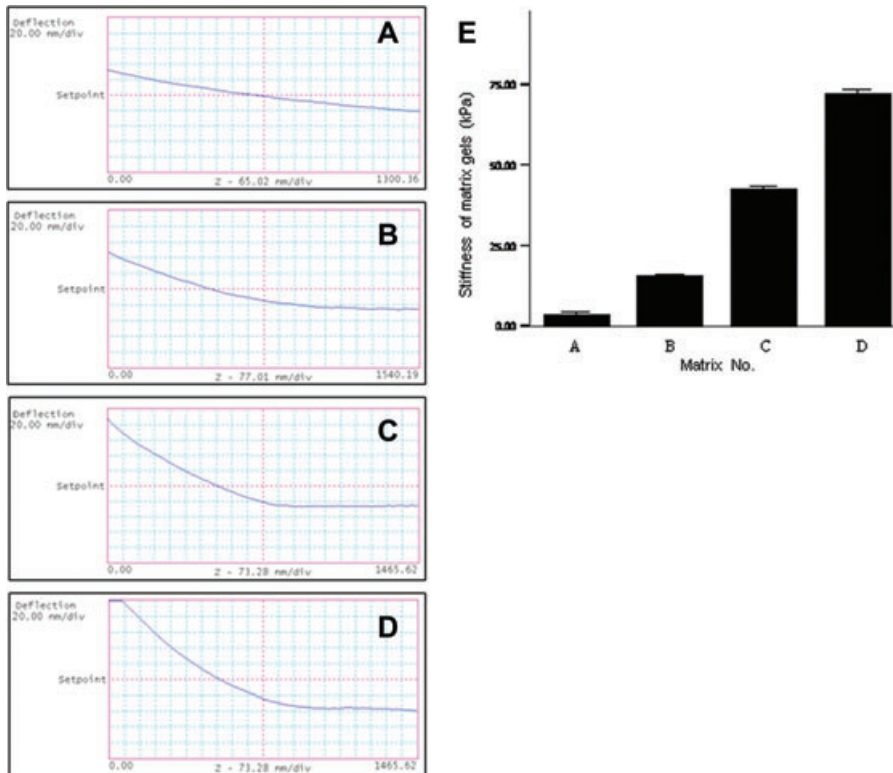 A
Deflection
20.00 nm/div
Setpoint
0.00 Z - 65.02 nm/div 1300.36
B
Deflection
20.00 nm/div
Setpoint
0.00 Z - 77.01 nm/div 1540.19
C
Deflection
20.00 nm/div
Setpoint
0.00 Z - 73.28 nm/div 1465.62
D
Deflection
20.00 nm/div
Setpoint
0.00 Z - 73.28 nm/div 1465.62
E
Stiffness of matrix gels (kPa)
75.00
50.00
25.00
0.00
A B C D
Matrix No.